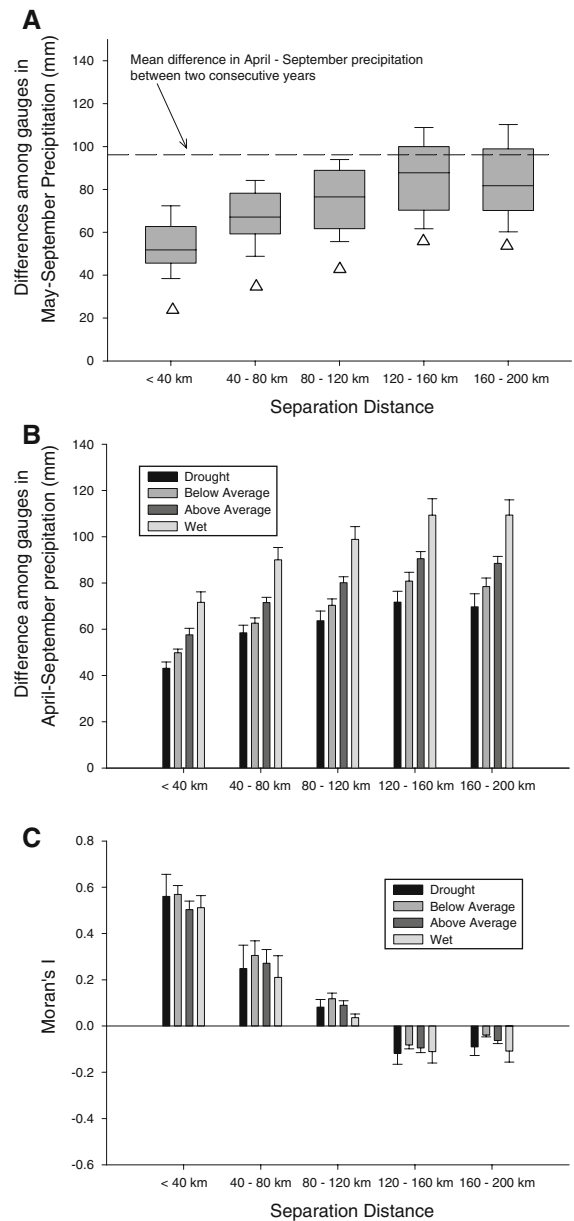 A
Differences among gauges in
May-September Preciptitation (mm)
140
120
100
80
60
40
20
0
Mean difference in April - September precipitation
between two consecutive years
< 40 km
40 - 80 km
80 - 120 km
120 - 160 km
160 - 200 km
Separation Distance
B
Difference among gauges in
April-September precipitation (mm)
140
120
100
80
60
40
20
0
Drought
Below Average
Above Average
Wet
< 40 km
40 - 80 km
80 - 120 km
120 - 160 km
160 - 200 km
C
Moran's I
0.8
0.6
0.4
0.2
0.0
-0.2
-0.4
-0.6
Drought
Below Average
Above Average
Wet
< 40 km
40 - 80 km
80 - 120 km
120 - 160 km
160 - 200 km
Separation Distance